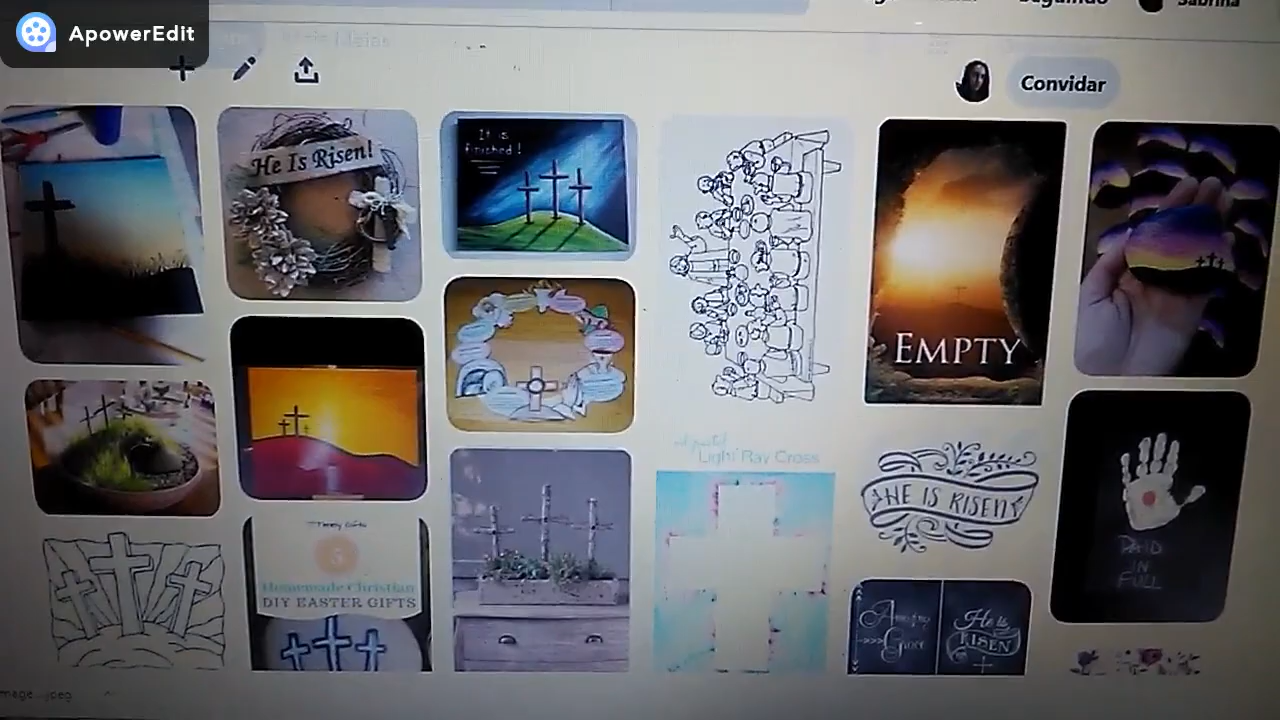 ApowerEdit
Seguindo
Sabrina
Convidar
He Is Risen!
It is
finished!
EMPTY
Light Ray Cross
HE IS RISEN
5
Homemade Christian
DIY EASTER GIFTS
PAID
IN
FULL
Amazing
Grace
He is
RISEN